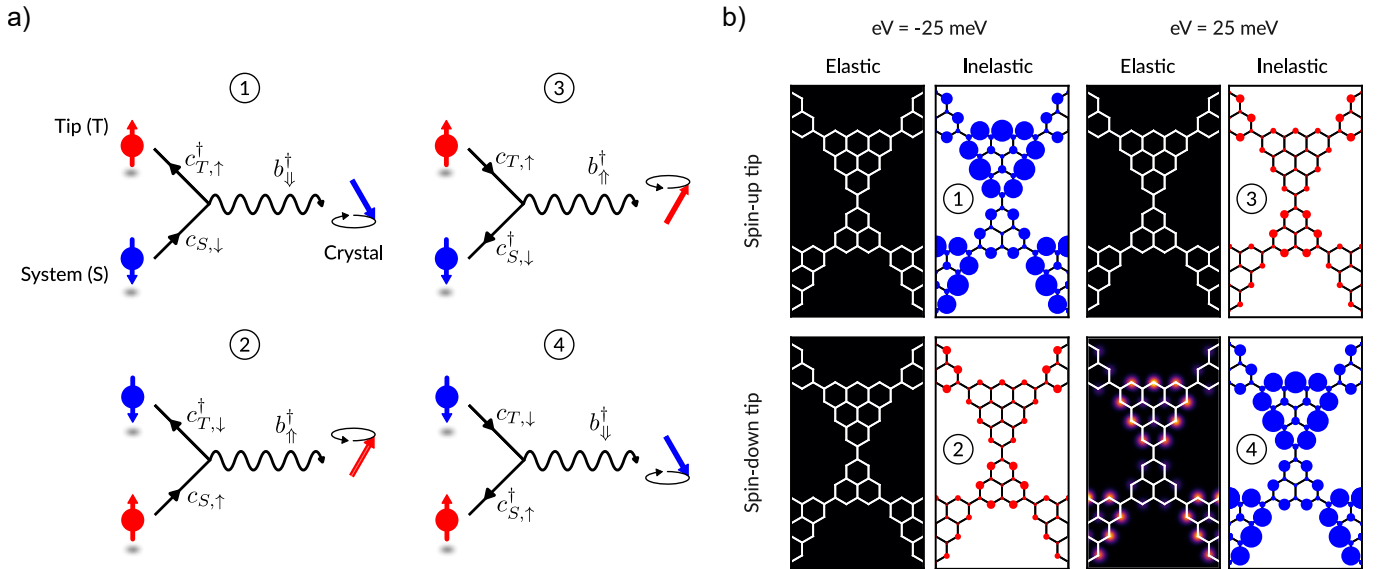 a)
b)
eV = -25 meV
eV = 25 meV
Elastic
Inelastic
Elastic
Inelastic
1
3
Tip (T)
c†T,↑
b†⇓
cT,↑
b†⇑
System (S)
cS,↓
Crystal
c†S,↓
2
4
c†T,↓
b†⇑
cT,↓
b†⇓
cS,↑
c†S,↑
Spin-up tip
1
3
Spin-down tip
2
4